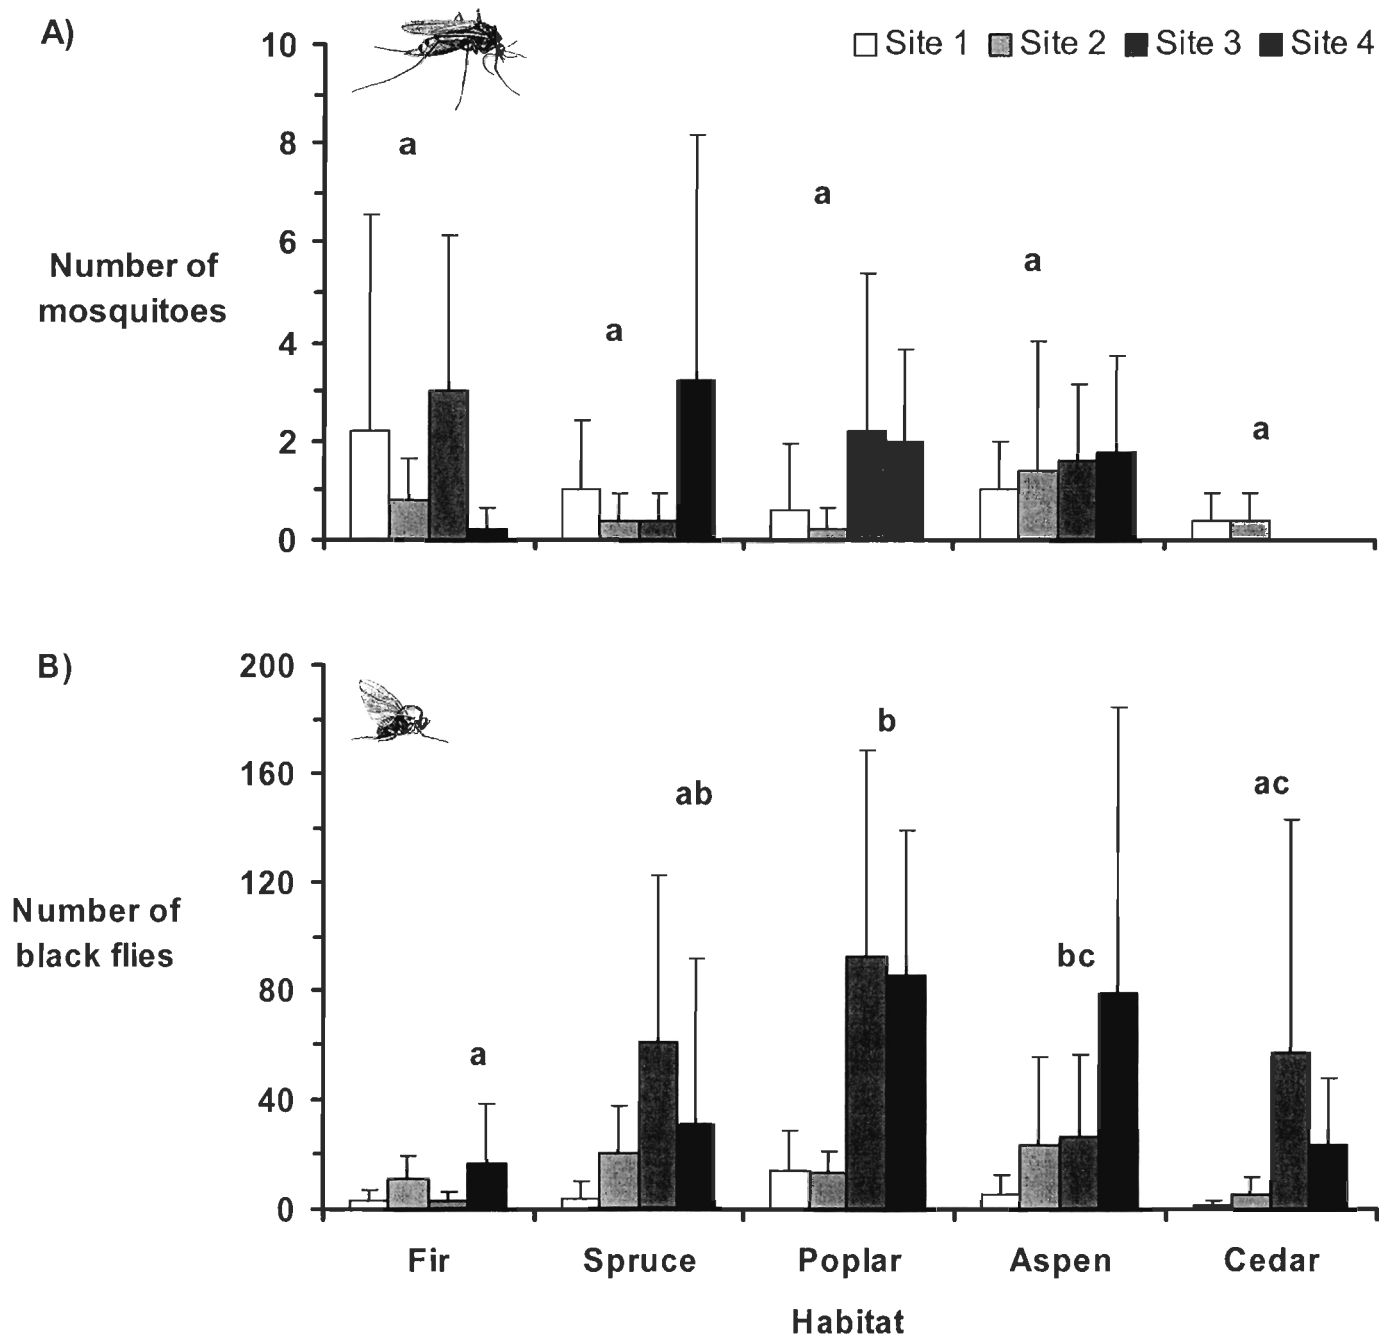 A)
10
Site 1 Site 2 Site 3 Site 4
8
a
a
6
Number of
mosquitoes
a
4
a
2
a
0
B)
200
b
160
ab
ac
120
Number of
black flies
bc
80
a
40
0
Fir Spruce Poplar Aspen Cedar
Habitat